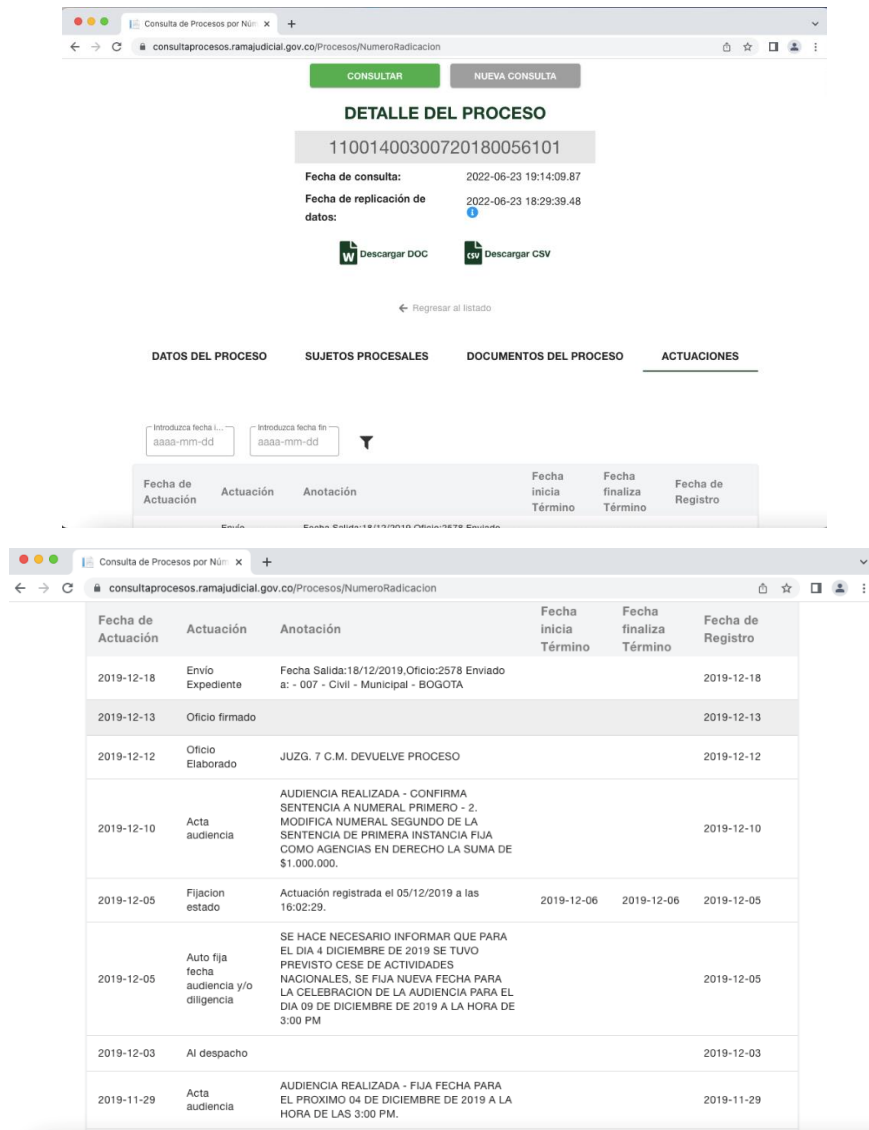 Consulta de Procesos por Núm
consultaprocesos.ramajudicial.gov.co/Procesos/NumeroRadicacion
CONSULTAR NUEVA CONSULTA
DETALLE DEL PROCESO
11001400300720180056101
Fecha de consulta: 2022-06-23 19:14:09.87
Fecha de replicación de datos: 2022-06-23 18:29:39.48
Descargar DOC Descargar CSV
Regresar al listado
DATOS DEL PROCESO SUJETOS PROCESALES DOCUMENTOS DEL PROCESO ACTUACIONES
Introduzca fecha i... Introduzca fecha fin
aaaa-mm-dd aaaa-mm-dd
Fecha de Actuación Actuación Anotación Fecha inicia Término Fecha finaliza Término Fecha de Registro
Envío Fecha Salida:18/12/2019,Oficio:2578 Enviado
Consulta de Procesos por Núm
consultaprocesos.ramajudicial.gov.co/Procesos/NumeroRadicacion
Fecha de Actuación Actuación Anotación Fecha inicia Término Fecha finaliza Término Fecha de Registro
2019-12-18 Envío Expediente Fecha Salida:18/12/2019,Oficio:2578 Enviado
a: - 007 - Civil - Municipal - BOGOTA 2019-12-18
2019-12-13 Oficio firmado 2019-12-13
2019-12-12 Oficio Elaborado JUZG. 7 C.M. DEVUELVE PROCESO 2019-12-12
2019-12-10 Acta audiencia AUDIENCIA REALIZADA - CONFIRMA
SENTENCIA A NUMERAL PRIMERO - 2.
MODIFICA NUMERAL SEGUNDO DE LA
SENTENCIA DE PRIMERA INSTANCIA FIJA
COMO AGENCIAS EN DERECHO LA SUMA DE
$1.000.000. 2019-12-10
2019-12-05 Fijacion estado Actuación registrada el 05/12/2019 a las
16:02:29. 2019-12-06 2019-12-06 2019-12-05
2019-12-05 Auto fija fecha audiencia y/o diligencia SE HACE NECESARIO INFORMAR QUE PARA
EL DIA 4 DICIEMBRE DE 2019 SE TUVO
PREVISTO CESE DE ACTIVIDADES
NACIONALES, SE FIJA NUEVA FECHA PARA
LA CELEBRACION DE LA AUDIENCIA PARA EL
DIA 09 DE DICIEMBRE DE 2019 A LA HORA DE
3:00 PM 2019-12-05
2019-12-03 Al despacho 2019-12-03
2019-11-29 Acta audiencia AUDIENCIA REALIZADA - FIJA FECHA PARA
EL PROXIMO 04 DE DICIEMBRE DE 2019 A LA
HORA DE LAS 3:00 PM. 2019-11-29